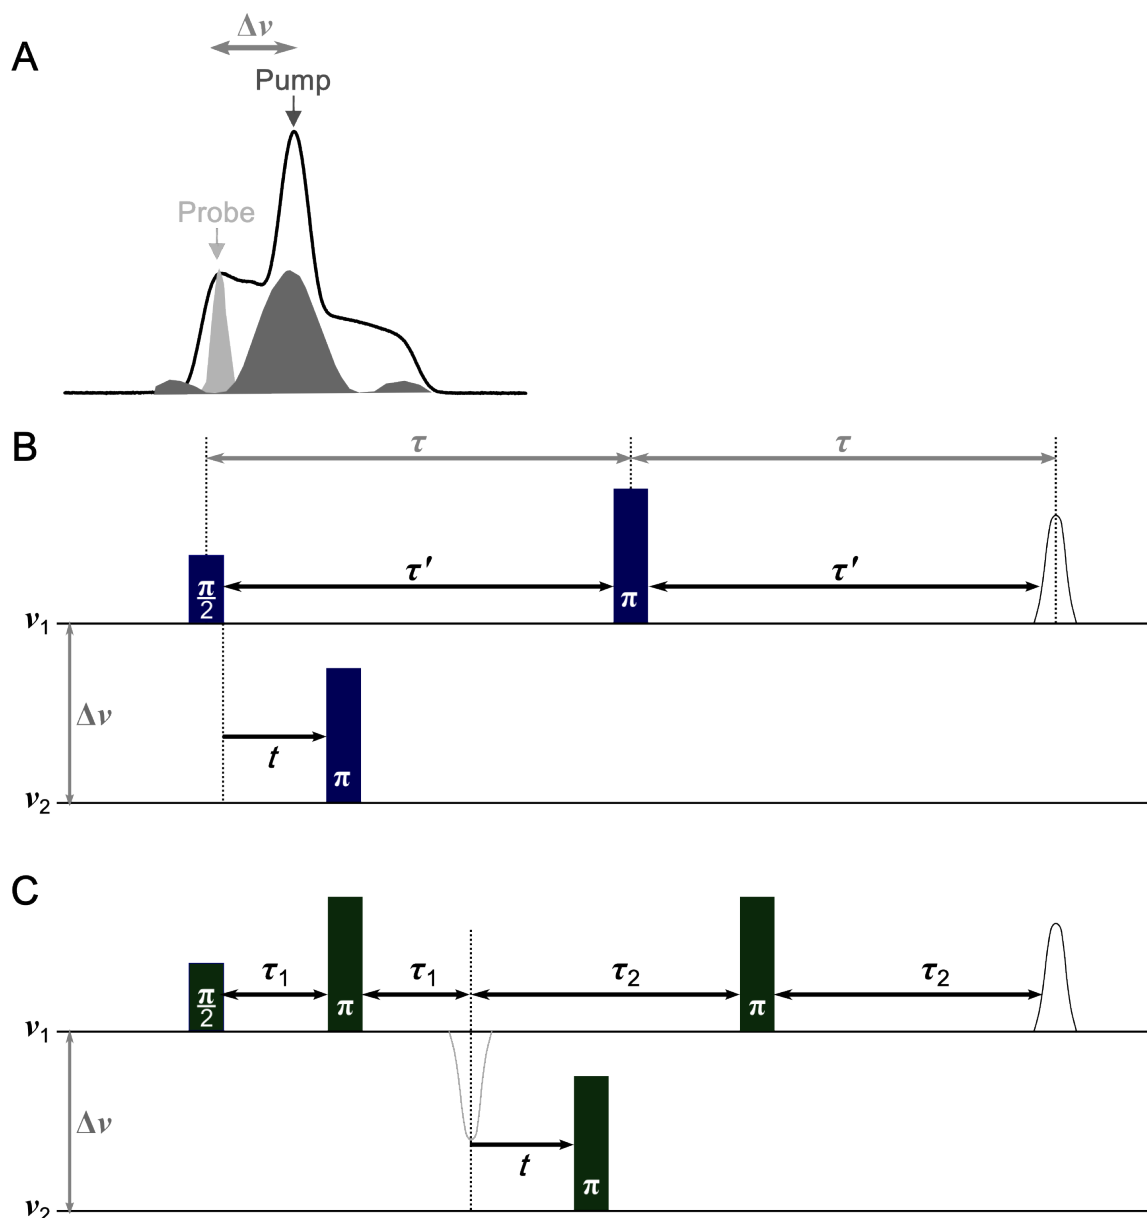 A
Δν
Pump
Probe
B
τ τ
π/2 τ′ π τ′
ν1
Δν
t
π
ν2
C
π/2 τ1 π τ1 τ2 π τ2
ν1
Δν
t
π
ν2